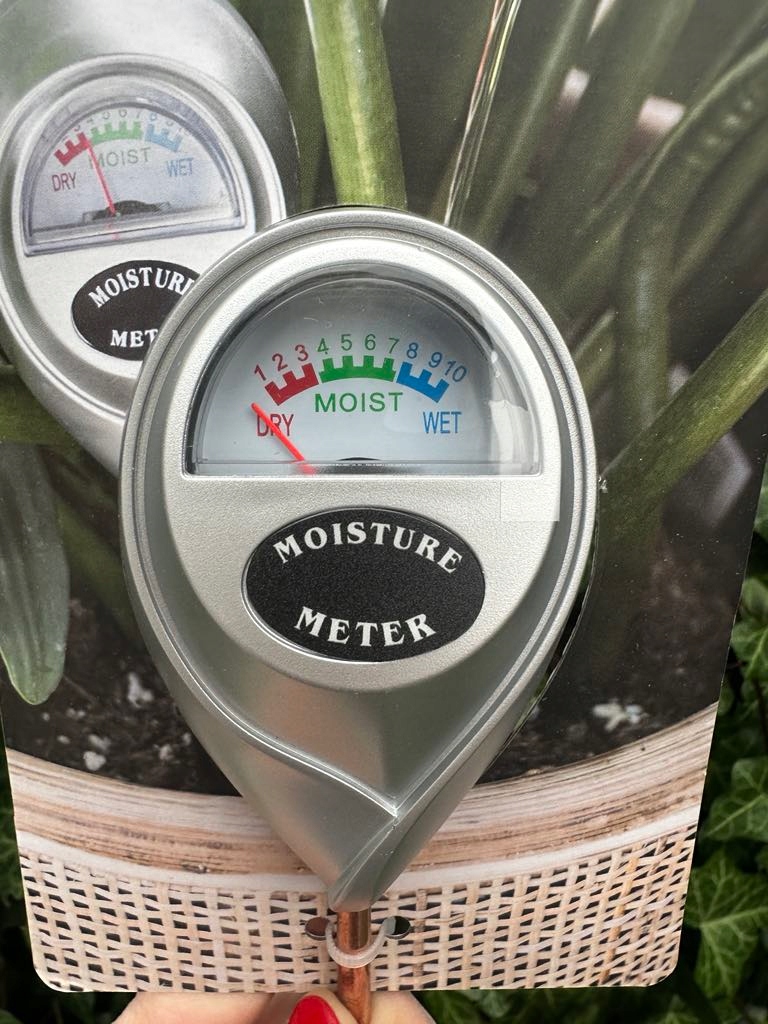 MOIST
DRY
WET
MOISTURE
MET
1 2 3 4 5 6 7 8 9 10
MOIST
DRY
WET
MOISTURE
METER